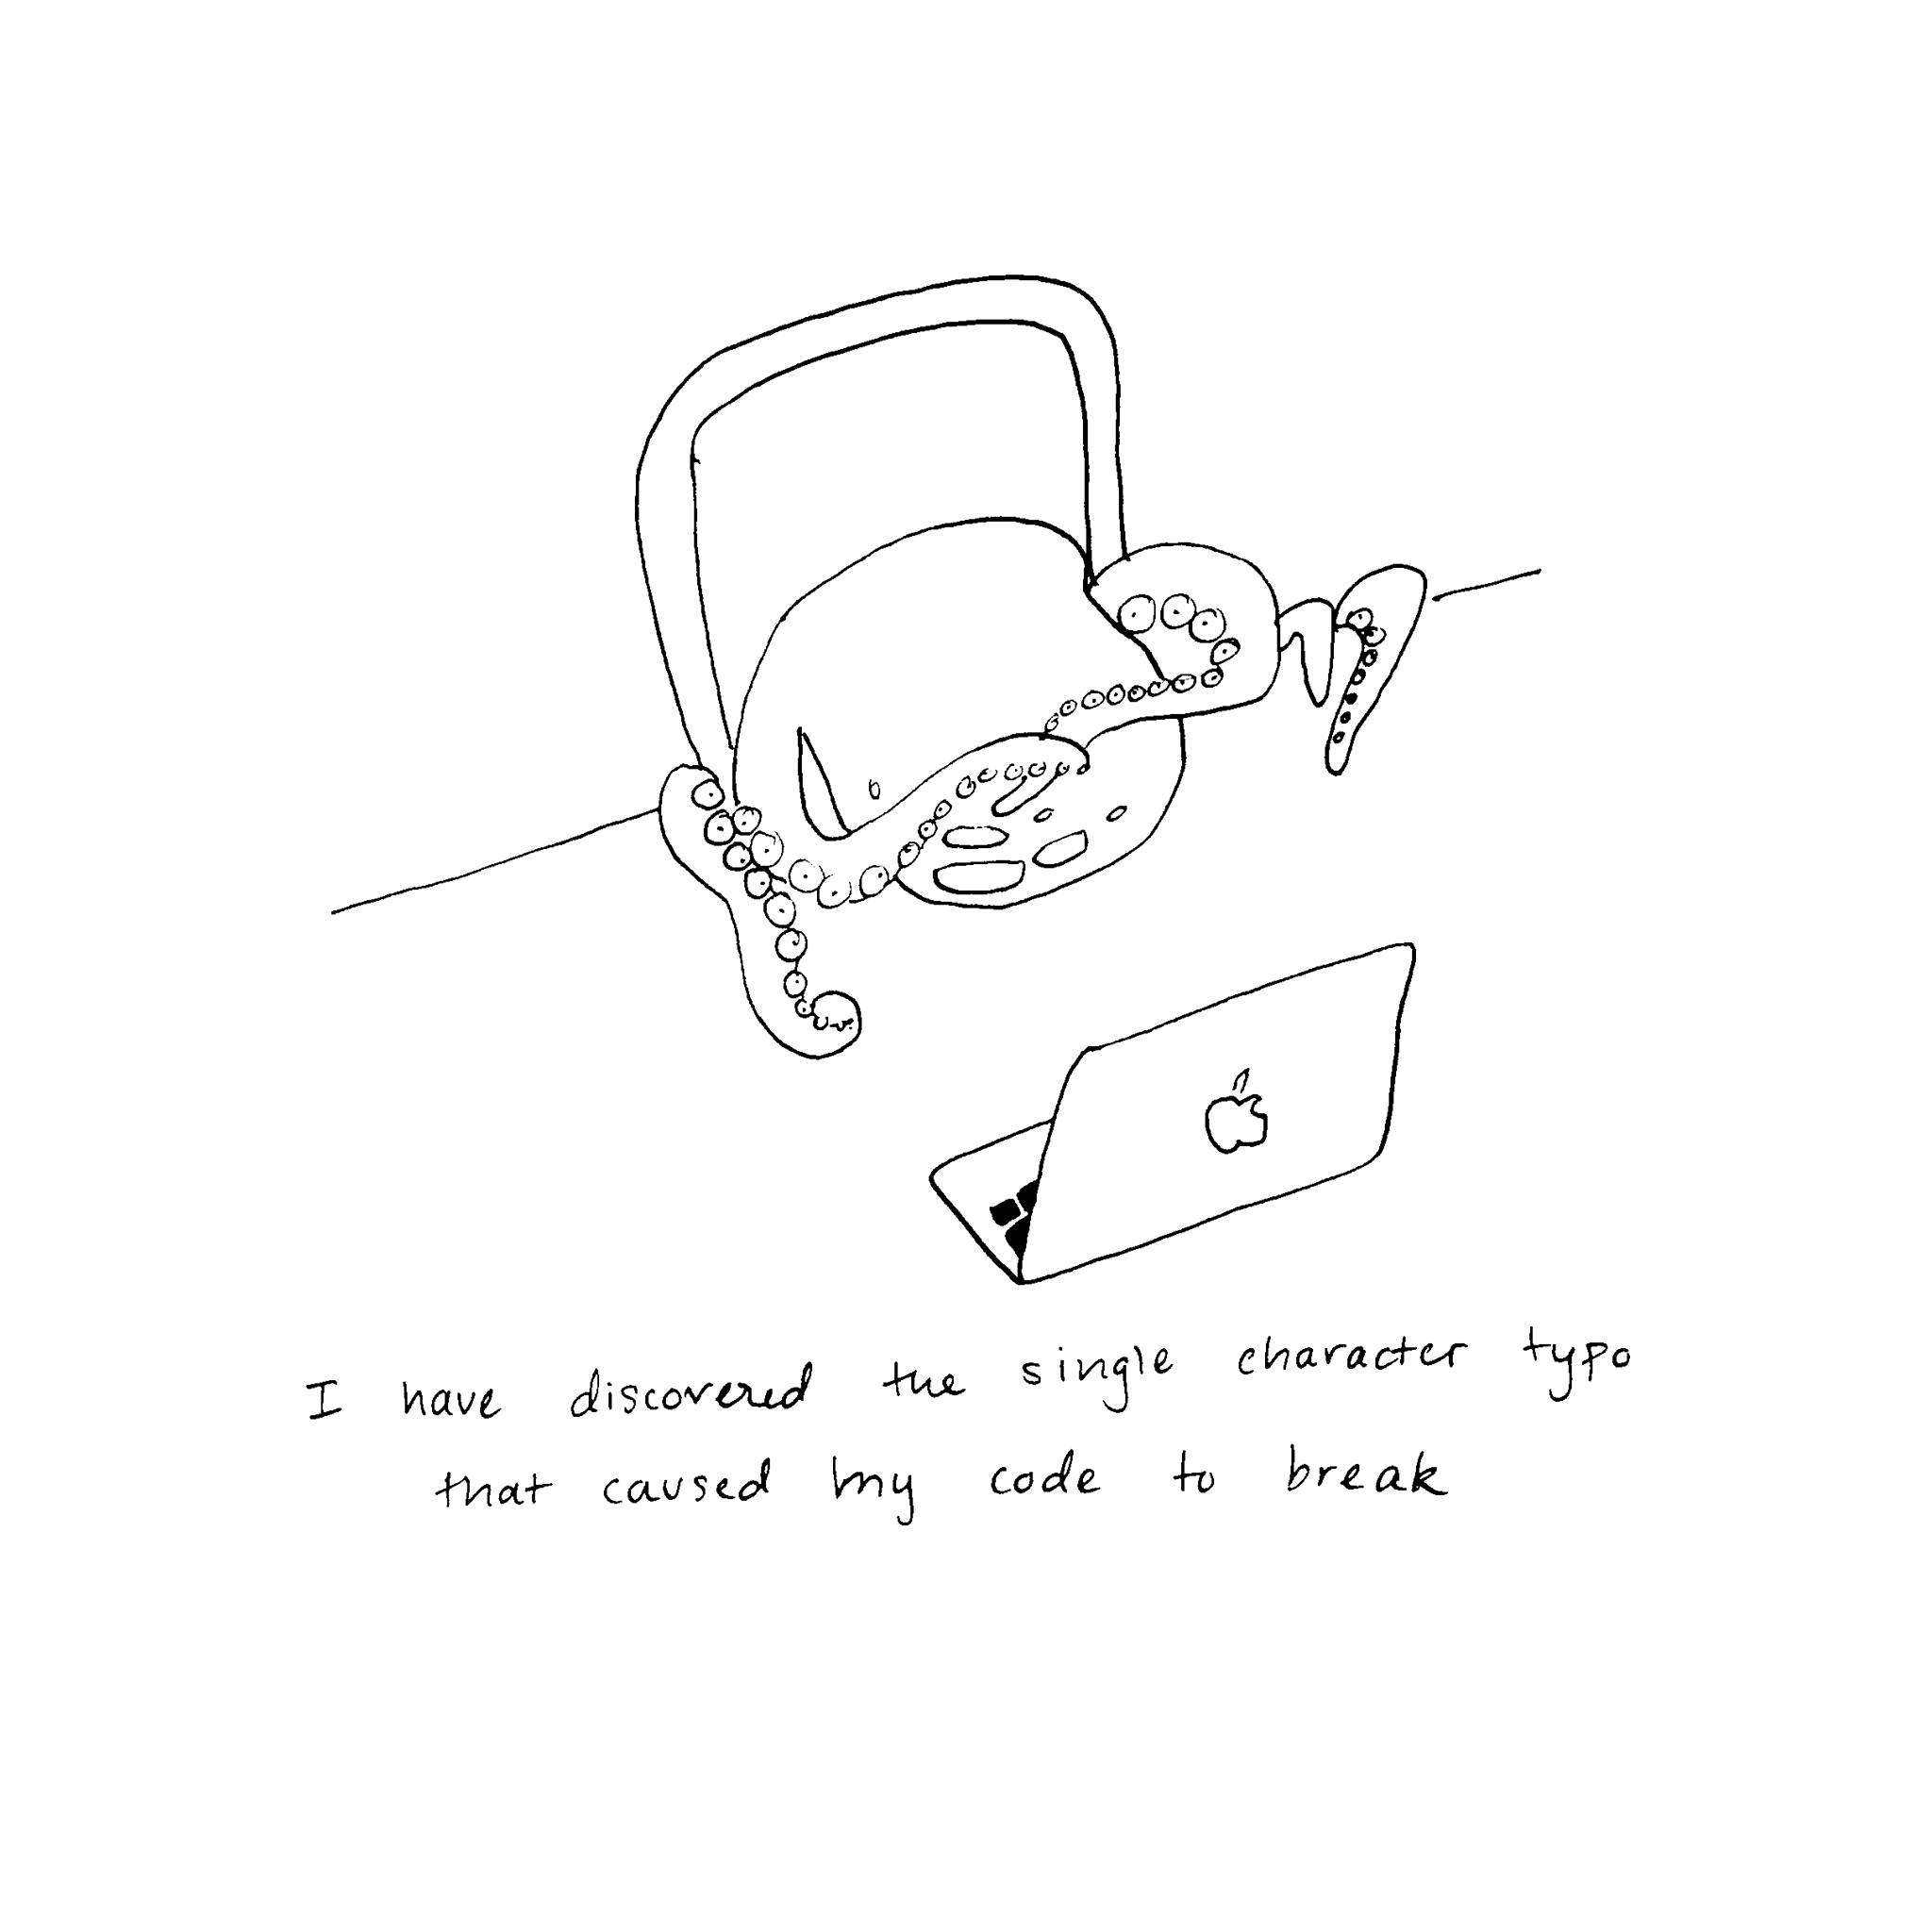 I have discovered the single character typo
that caused my code to break